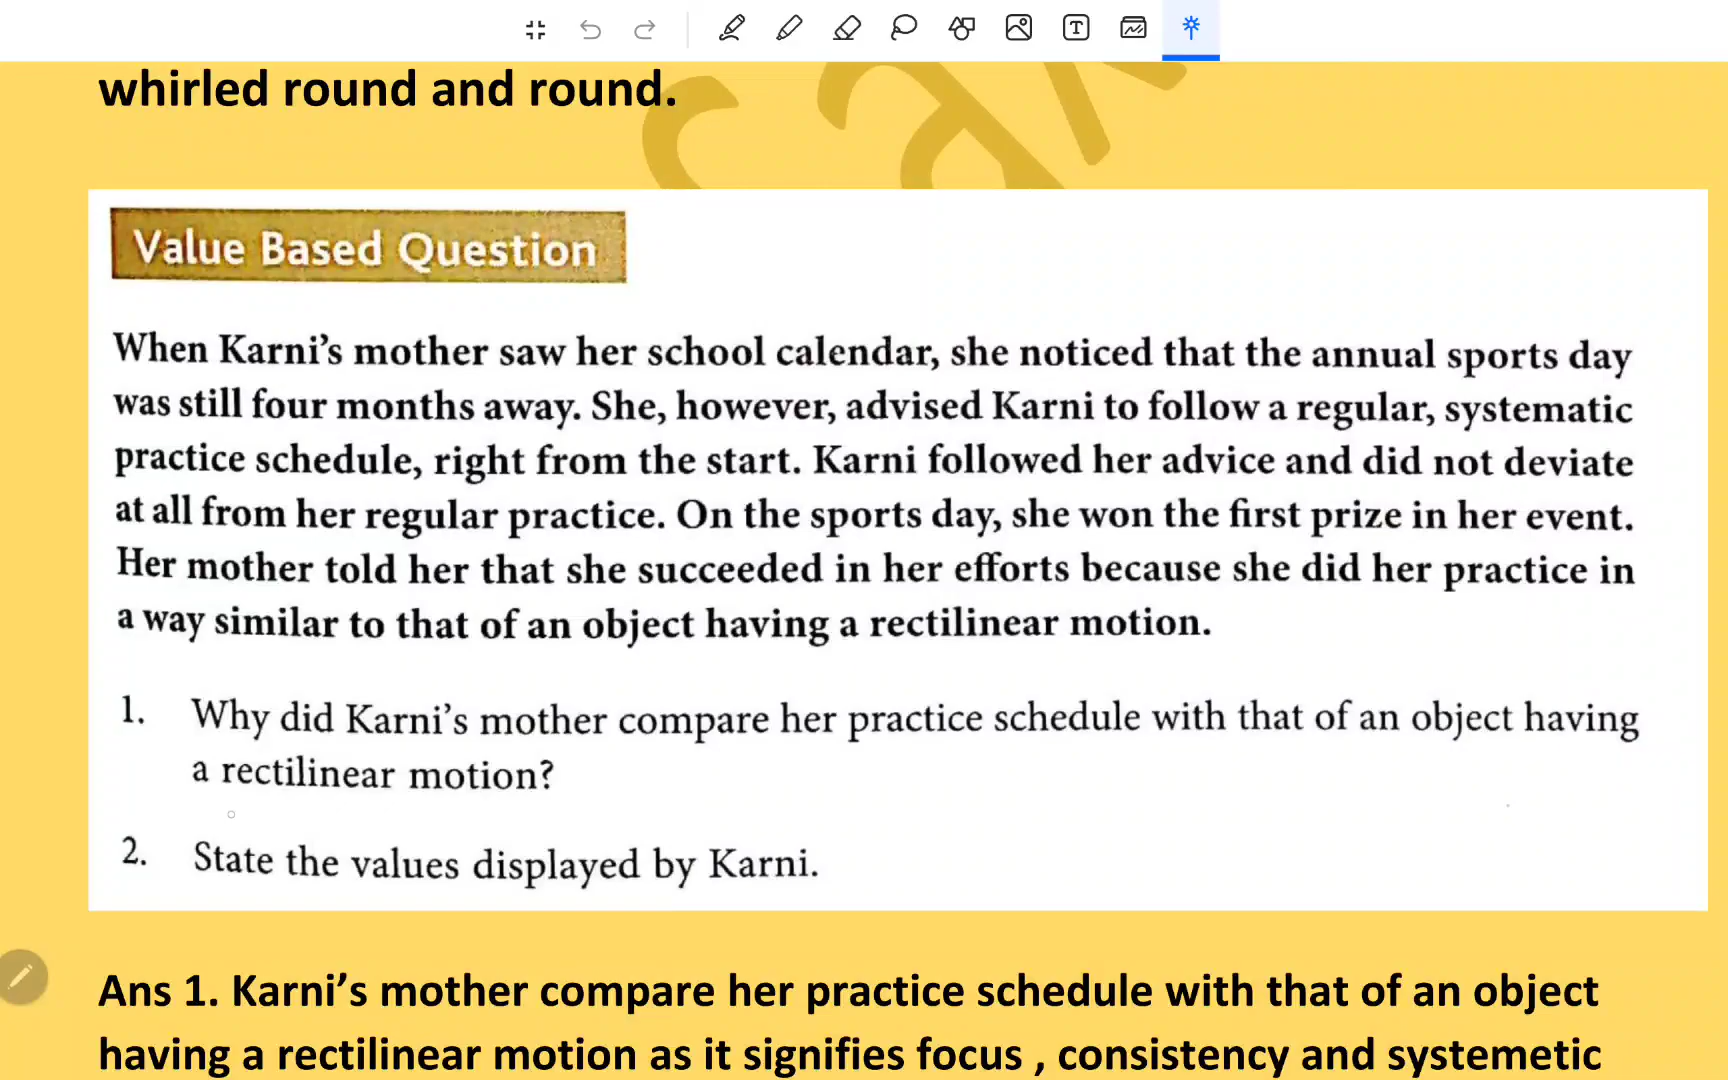 whirled round and round.
Value Based Question
When Karni's mother saw her school calendar, she noticed that the annual sports day
was still four months away. She, however, advised Karni to follow a regular, systematic
practice schedule, right from the start. Karni followed her advice and did not deviate
at all from her regular practice. On the sports day, she won the first prize in her event.
Her mother told her that she succeeded in her efforts because she did her practice in
a way similar to that of an object having a rectilinear motion.
1. Why did Karni's mother compare her practice schedule with that of an object having
a rectilinear motion?
2. State the values displayed by Karni.
Ans 1. Karni’s mother compare her practice schedule with that of an object
having a rectilinear motion as it signifies focus , consistency and systemetic